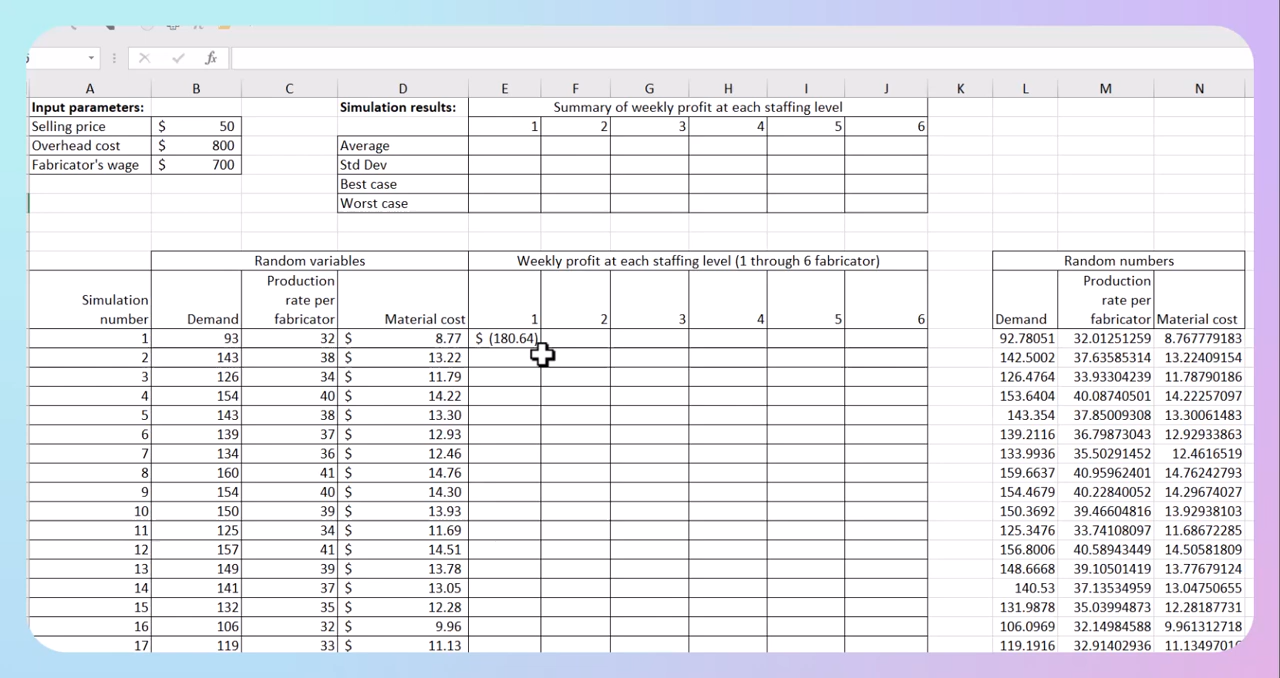 fx
A B C D E F G H I J K L M N
Input parameters: Simulation results: Summary of weekly profit at each staffing level
Selling price $ 50 1 2 3 4 5 6
Overhead cost $ 800 Average
Fabricator's wage $ 700 Std Dev
Best case
Worst case
Random variables Weekly profit at each staffing level (1 through 6 fabricator) Random numbers
Production Production
Simulation rate per rate per
number Demand fabricator Material cost 1 2 3 4 5 6 Demand fabricator Material cost
1 93 32 $ 8.77 $ (180.64) 92.78051 32.01251259 8.767779183
2 143 38 $ 13.22 142.5002 37.63585314 13.22409154
3 126 34 $ 11.79 126.4764 33.93304239 11.78790186
4 154 40 $ 14.22 153.6404 40.08740501 14.22257097
5 143 38 $ 13.30 143.354 37.85009308 13.30061483
6 139 37 $ 12.93 139.2116 36.79873043 12.92933863
7 134 36 $ 12.46 133.9936 35.50291452 12.4616519
8 160 41 $ 14.76 159.6637 40.95962401 14.76242793
9 154 40 $ 14.30 154.4679 40.22840052 14.29674027
10 150 39 $ 13.93 150.3692 39.46604816 13.92938103
11 125 34 $ 11.69 125.3476 33.74108097 11.68672285
12 157 41 $ 14.51 156.8006 40.58943449 14.50581809
13 149 39 $ 13.78 148.6668 39.10501419 13.77679124
14 141 37 $ 13.05 140.53 37.13534959 13.04750655
15 132 35 $ 12.28 131.9878 35.03994873 12.28187731
16 106 32 $ 9.96 106.0969 32.14984588 9.961312718
17 119 33 $ 11.13 119.1916 32.91402936